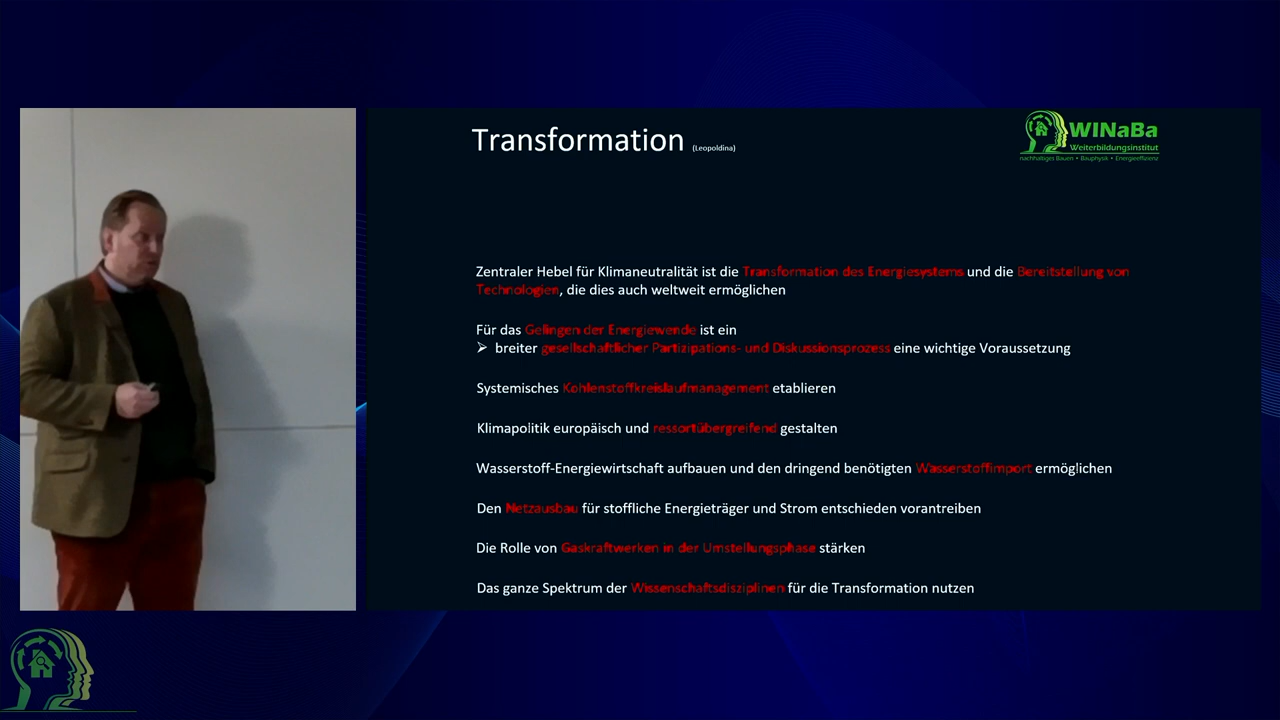 Transformation (Leopoldina)
WINaBa
Weiterbildungsinstitut
nachhaltiges Bauen • Bauphysik • Energieeffizienz
Zentraler Hebel für Klimaneutralität ist die Transformation des Energiesystems und die Bereitstellung von
Technologien, die dies auch weltweit ermöglichen
Für das Gelingen der Energiewende ist ein
➢ breiter gesellschaftlicher Partizipations- und Diskussionsprozess eine wichtige Voraussetzung
Systemisches Kohlenstoffkreislaufmanagement etablieren
Klimapolitik europäisch und ressortübergreifend gestalten
Wasserstoff-Energiewirtschaft aufbauen und den dringend benötigten Wasserstoffimport ermöglichen
Den Netzausbau für stoffliche Energieträger und Strom entschieden vorantreiben
Die Rolle von Gaskraftwerken in der Umstellungsphase stärken
Das ganze Spektrum der Wissenschaftsdisziplinen für die Transformation nutzen